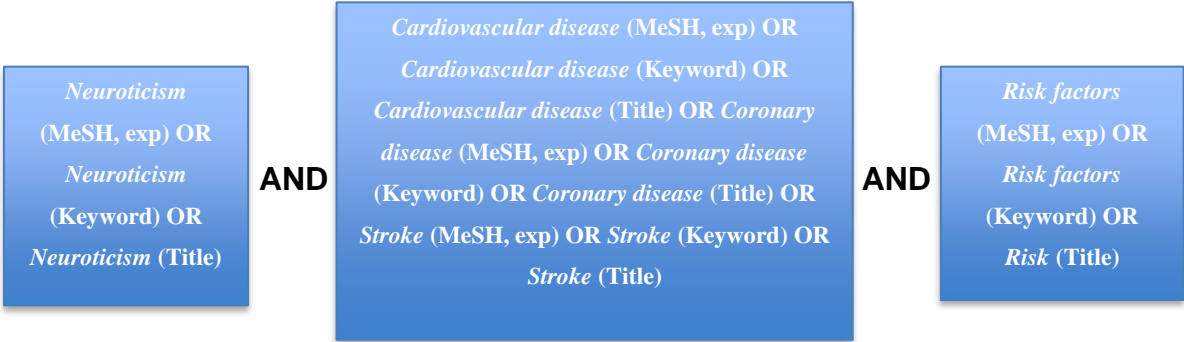 Neuroticism
(MeSH, exp) OR
Neuroticism
(Keyword) OR
Neuroticism (Title)
AND
Cardiovascular disease (MeSH, exp) OR
Cardiovascular disease (Keyword) OR
Cardiovascular disease (Title) OR Coronary
disease (MeSH, exp) OR Coronary disease
(Keyword) OR Coronary disease (Title) OR
Stroke (MeSH, exp) OR Stroke (Keyword) OR
Stroke (Title)
AND
Risk factors
(MeSH, exp) OR
Risk factors
(Keyword) OR
Risk (Title)